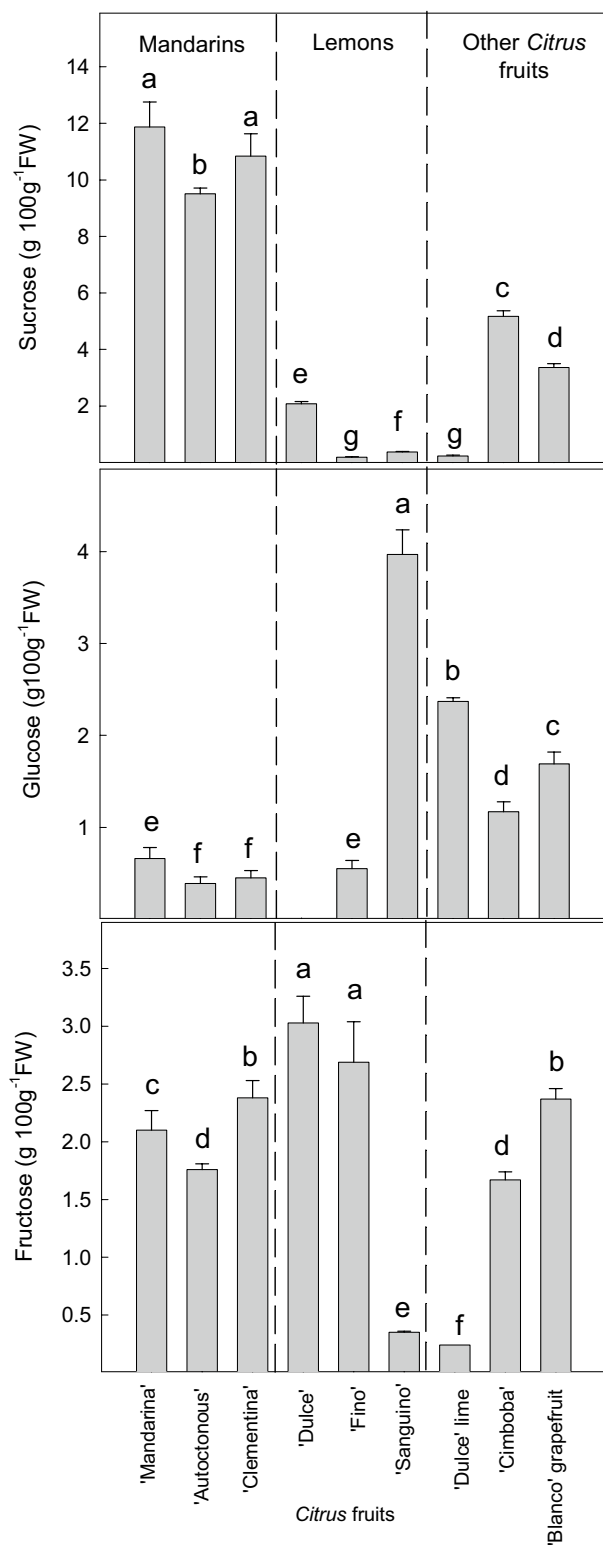 Mandarins
Lemons
Other Citrus
fruits
Sucrose (g 100g-1FW)
14
12
10
8
6
4
2
a
b
a
e
g
f
g
c
d
Glucose (g100g-1FW)
4
3
2
1
e
f
f
e
a
b
d
c
Fructose (g 100g-1FW)
3.5
3.0
2.5
2.0
1.5
1.0
0.5
c
d
b
a
a
e
f
d
b
'Mandarina'
'Autoctonous'
'Clementina'
'Dulce'
'Fino'
'Sanguino'
'Dulce' lime
'Cimboba'
'Blanco' grapefruit
Citrus fruits